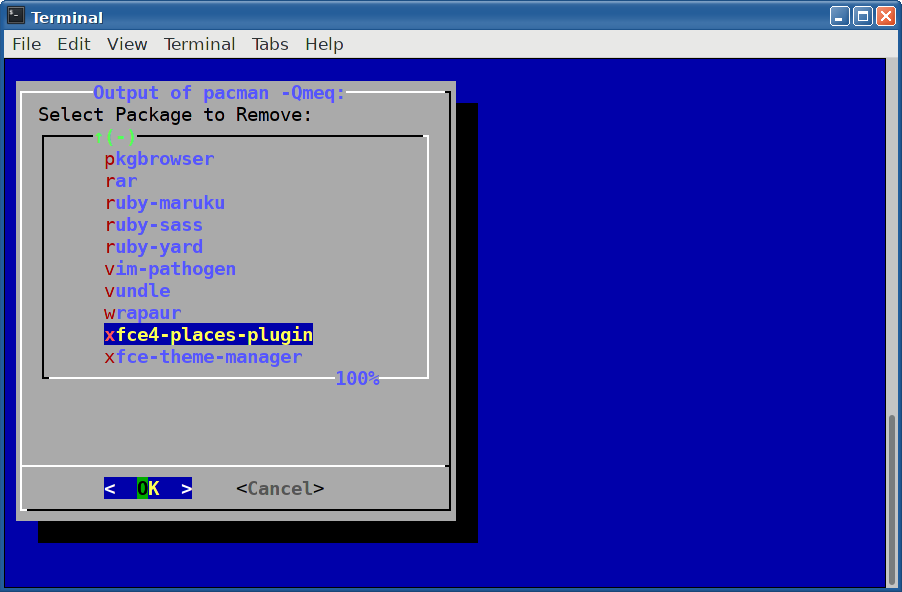 Terminal
File Edit View Terminal Tabs Help
Output of pacman -Qmeq:
Select Package to Remove:
↑(-)
pkgbrowser
rar
ruby-maruku
ruby-sass
ruby-yard
vim-pathogen
vundle
wrapaur
xfce4-places-plugin
xfce-theme-manager
100%
< OK > <Cancel>